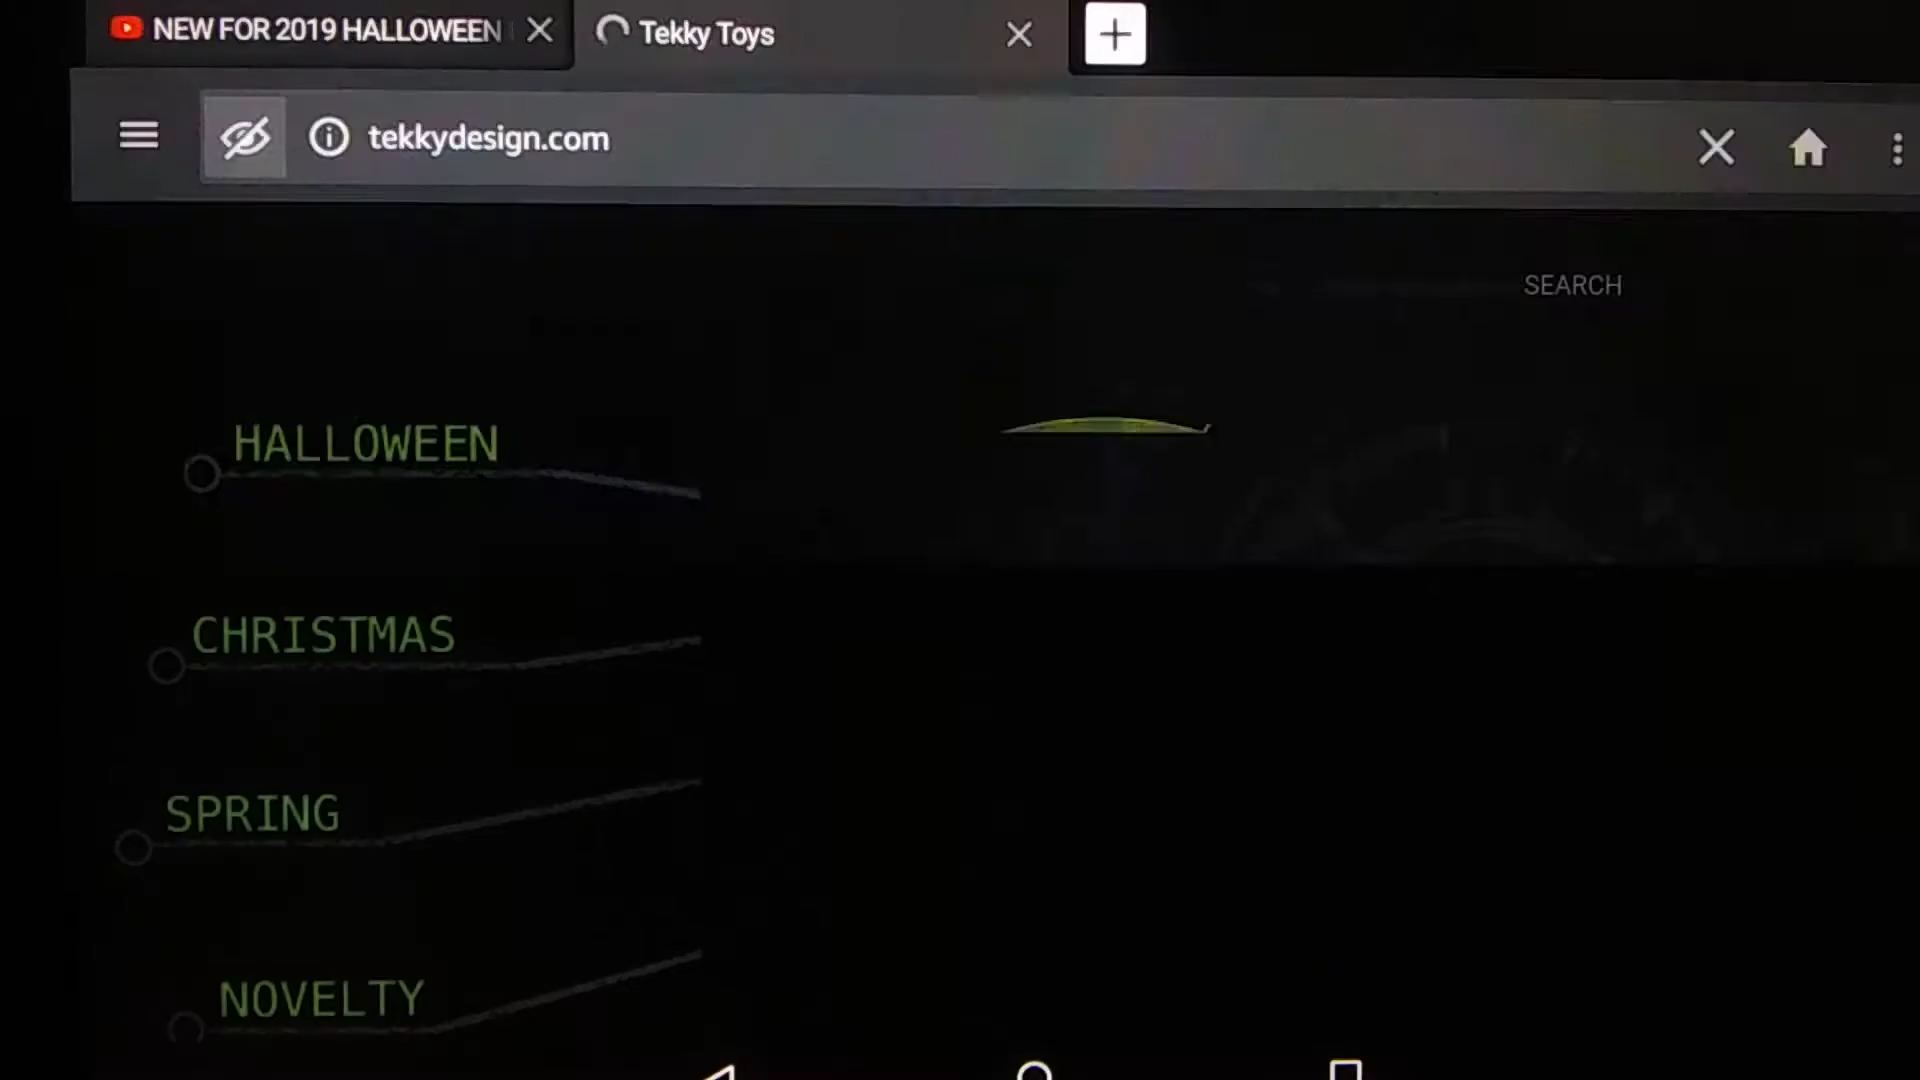 NEW FOR 2019 HALLOWEEN
Tekky Toys
tekkydesign.com
SEARCH
HALLOWEEN
CHRISTMAS
SPRING
NOVELTY